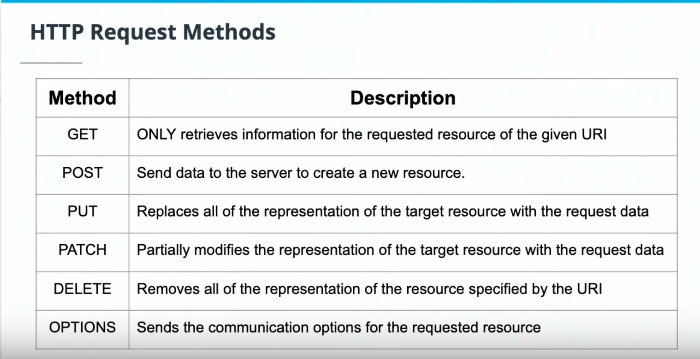 HTTP Request Methods
Method Description
GET ONLY retrieves information for the requested resource of the given URI
POST Send data to the server to create a new resource.
PUT Replaces all of the representation of the target resource with the request data
PATCH Partially modifies the representation of the target resource with the request data
DELETE Removes all of the representation of the resource specified by the URI
OPTIONS Sends the communication options for the requested resource